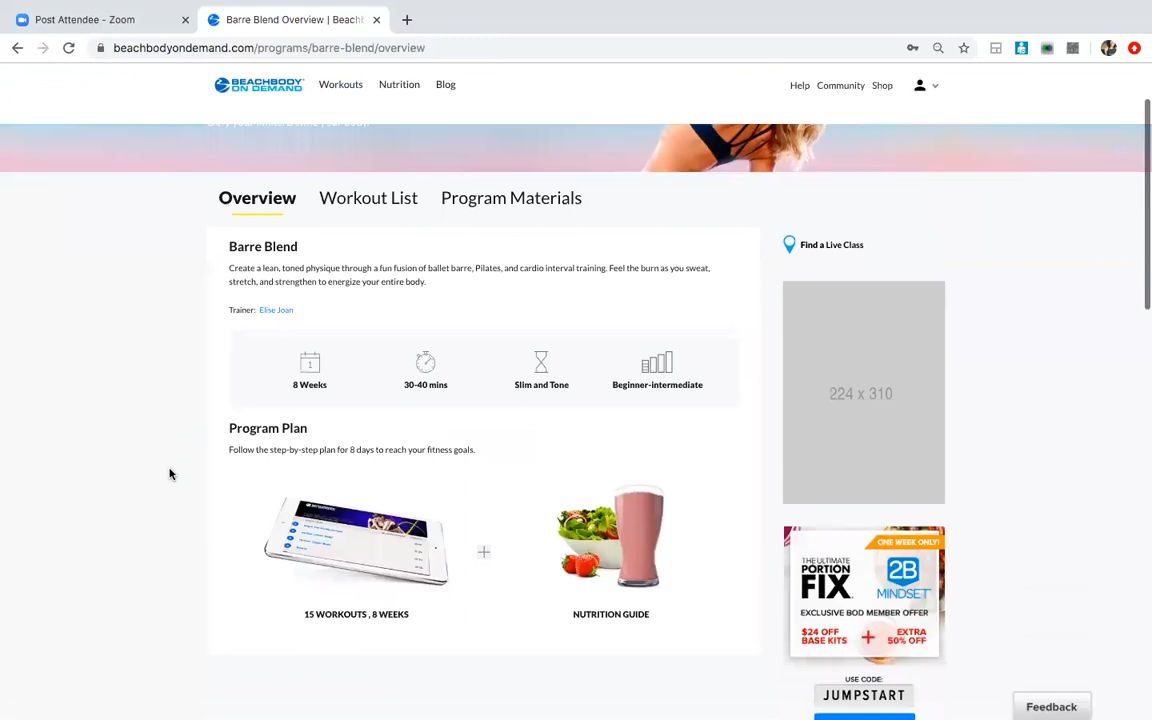 Post Attendee - Zoom
Barre Blend Overview | Beachb
beachbodyondemand.com/programs/barre-blend/overview
BEACHBODY
ON DEMAND
Workouts
Nutrition
Blog
Help
Community
Shop
Overview
Workout List
Program Materials
Barre Blend
Create a lean, toned physique through a fun fusion of ballet barre, Pilates, and cardio interval training. Feel the burn as you sweat,
stretch, and strengthen to energize your entire body.
Trainer: Elise Joan
1
8 Weeks
30-40 mins
Slim and Tone
Beginner-intermediate
Program Plan
Follow the step-by-step plan for 8 days to reach your fitness goals.
15 WORKOUTS , 8 WEEKS
NUTRITION GUIDE
Find a Live Class
224 x 310
ONE WEEK ONLY!
THE ULTIMATE
PORTION
FIX
2B
MINDSET
EXCLUSIVE BOD MEMBER OFFER
$24 OFF
BASE KITS
+
EXTRA
50% OFF
USE CODE:
JUMPSTART
Feedback